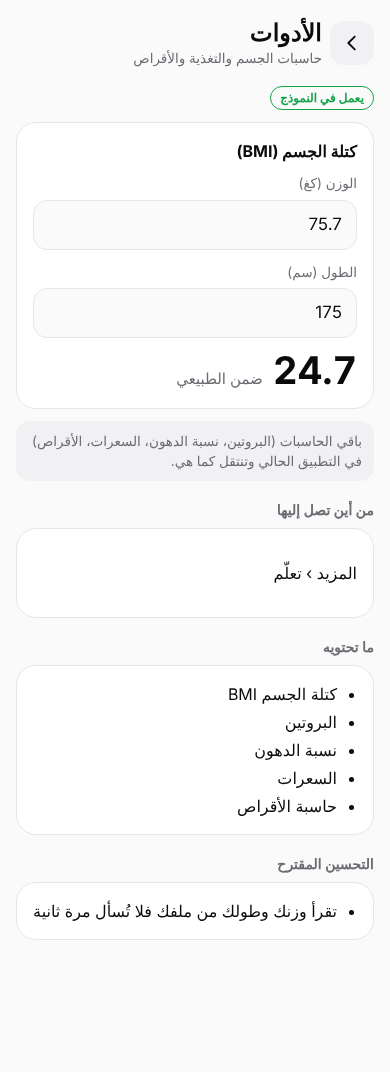 الأدوات
حاسبات الجسم والتغذية والأقراص
يعمل في النموذج
كتلة الجسم (BMI)
الوزن (كغ)
75.7
الطول (سم)
175
24.7 ضمن الطبيعي
باقي الحاسبات (البروتين، نسبة الدهون، السعرات، الأقراص)
في التطبيق الحالي وتنتقل كما هي.
من أين تصل إليها
المزيد › تعلّم
ما تحتويه
• كتلة الجسم BMI
• البروتين
• نسبة الدهون
• السعرات
• حاسبة الأقراص
التحسين المقترح
• تقرأ وزنك وطولك من ملفك فلا تُسأل مرة ثانية